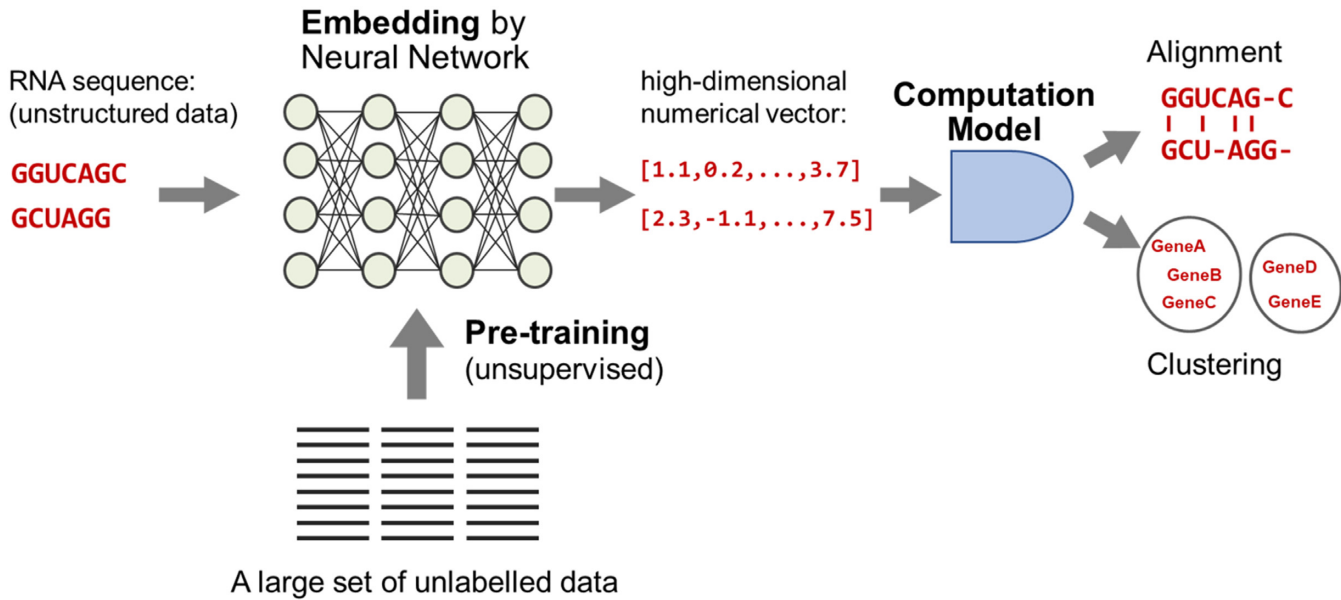 Embedding by
Neural Network
RNA sequence:
(unstructured data)
GGUCAGC
GCUAGG
high-dimensional
numerical vector:
[1.1,0.2,...,3.7]
[2.3,-1.1,...,7.5]
Computation
Model
Alignment
GGUCAG-C
GCU-AGG-
GeneA
GeneB
GeneC
GeneD
GeneE
Clustering
Pre-training
(unsupervised)
A large set of unlabelled data